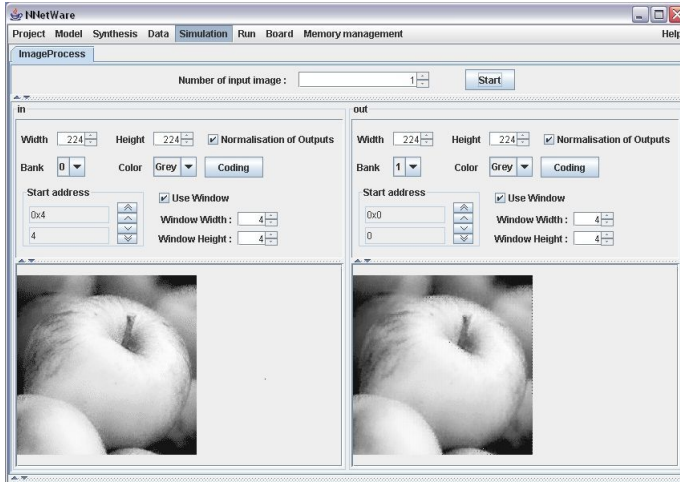 NNetWare
Project Model Synthesis Data Simulation Run Board Memory management Help
ImageProcess
Number of input image : 1 Start
in
Width 224 Height 224 Normalisation of Outputs
Bank 0 Color Grey Coding
Start address
0x4
4
Use Window
Window Width : 4
Window Height : 4
out
Width 224 Height 224 Normalisation of Outputs
Bank 1 Color Grey Coding
Start address
0x0
0
Use Window
Window Width : 4
Window Height : 4